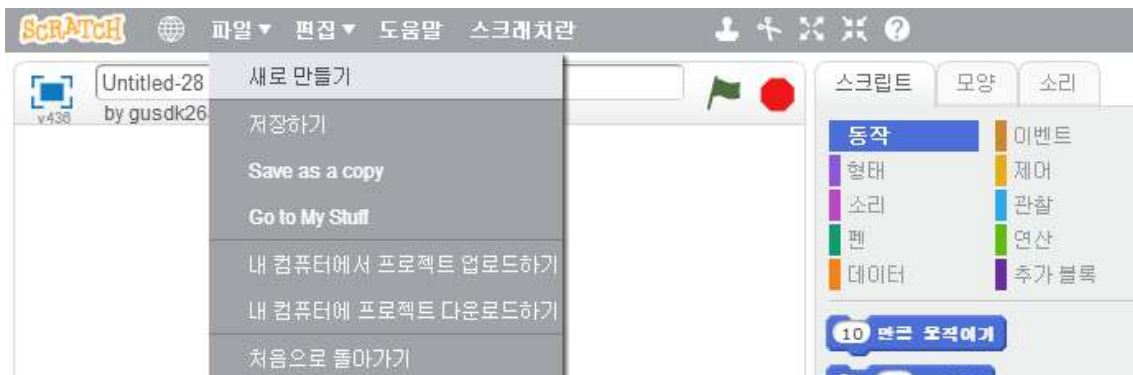 SCRATCH 파일▼ 편집▼ 도움말 스크래치란
Untitled-28
by gusdk26
v436
새로 만들기
저장하기
Save as a copy
Go to My Stuff
내 컴퓨터에서 프로젝트 업로드하기
내 컴퓨터에 프로젝트 다운로드하기
처음으로 돌아가기
스크립트 모양 소리
동작 이벤트
형태 제어
소리 관찰
펜 연산
데이터 추가 블록
10 만큼 움직이기